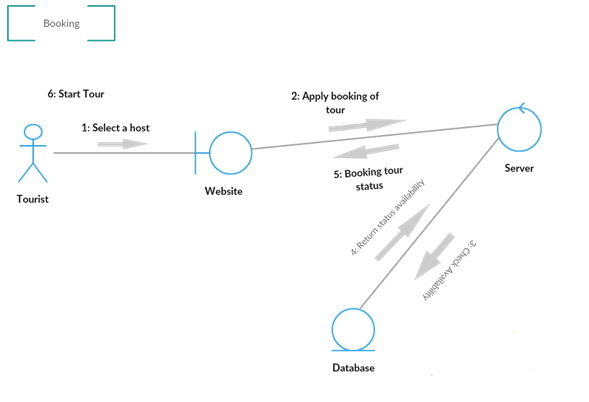 Booking
6: Start Tour
1: Select a host
Tourist
Website
2: Apply booking of
tour
5: Booking tour
status
Server
4: Return status availability
3: Check Availability
Database